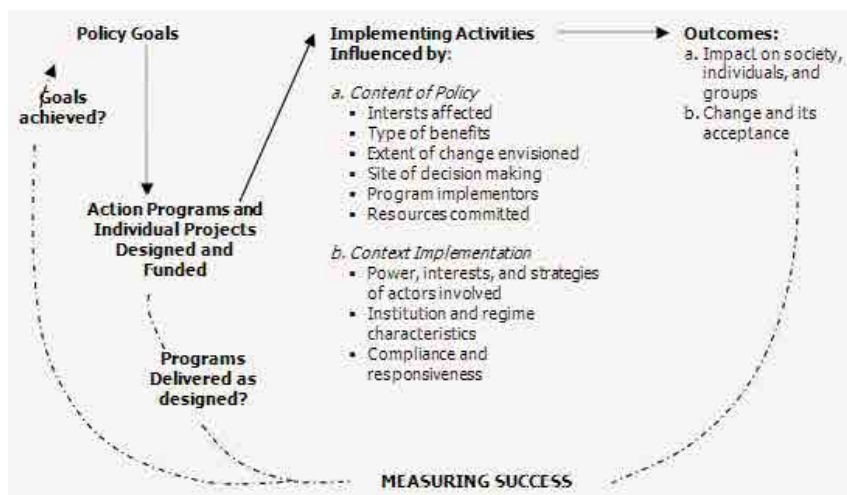 Policy Goals
Goals
achieved?
Action Programs and
Individual Projects
Designed and
Funded
Programs
Delivered as
designed?
Implementing Activities
Influenced by:
a. Content of Policy
▪ Intersts affected
▪ Type of benefits
▪ Extent of change envisioned
▪ Site of decision making
▪ Program implementors
▪ Resources committed
b. Context Implementation
▪ Power, interests, and strategies
of actors involved
▪ Institution and regime
characteristics
▪ Compliance and
responsiveness
Outcomes:
a. Impact on society,
individuals, and
groups
b. Change and its
acceptance
MEASURING SUCCESS